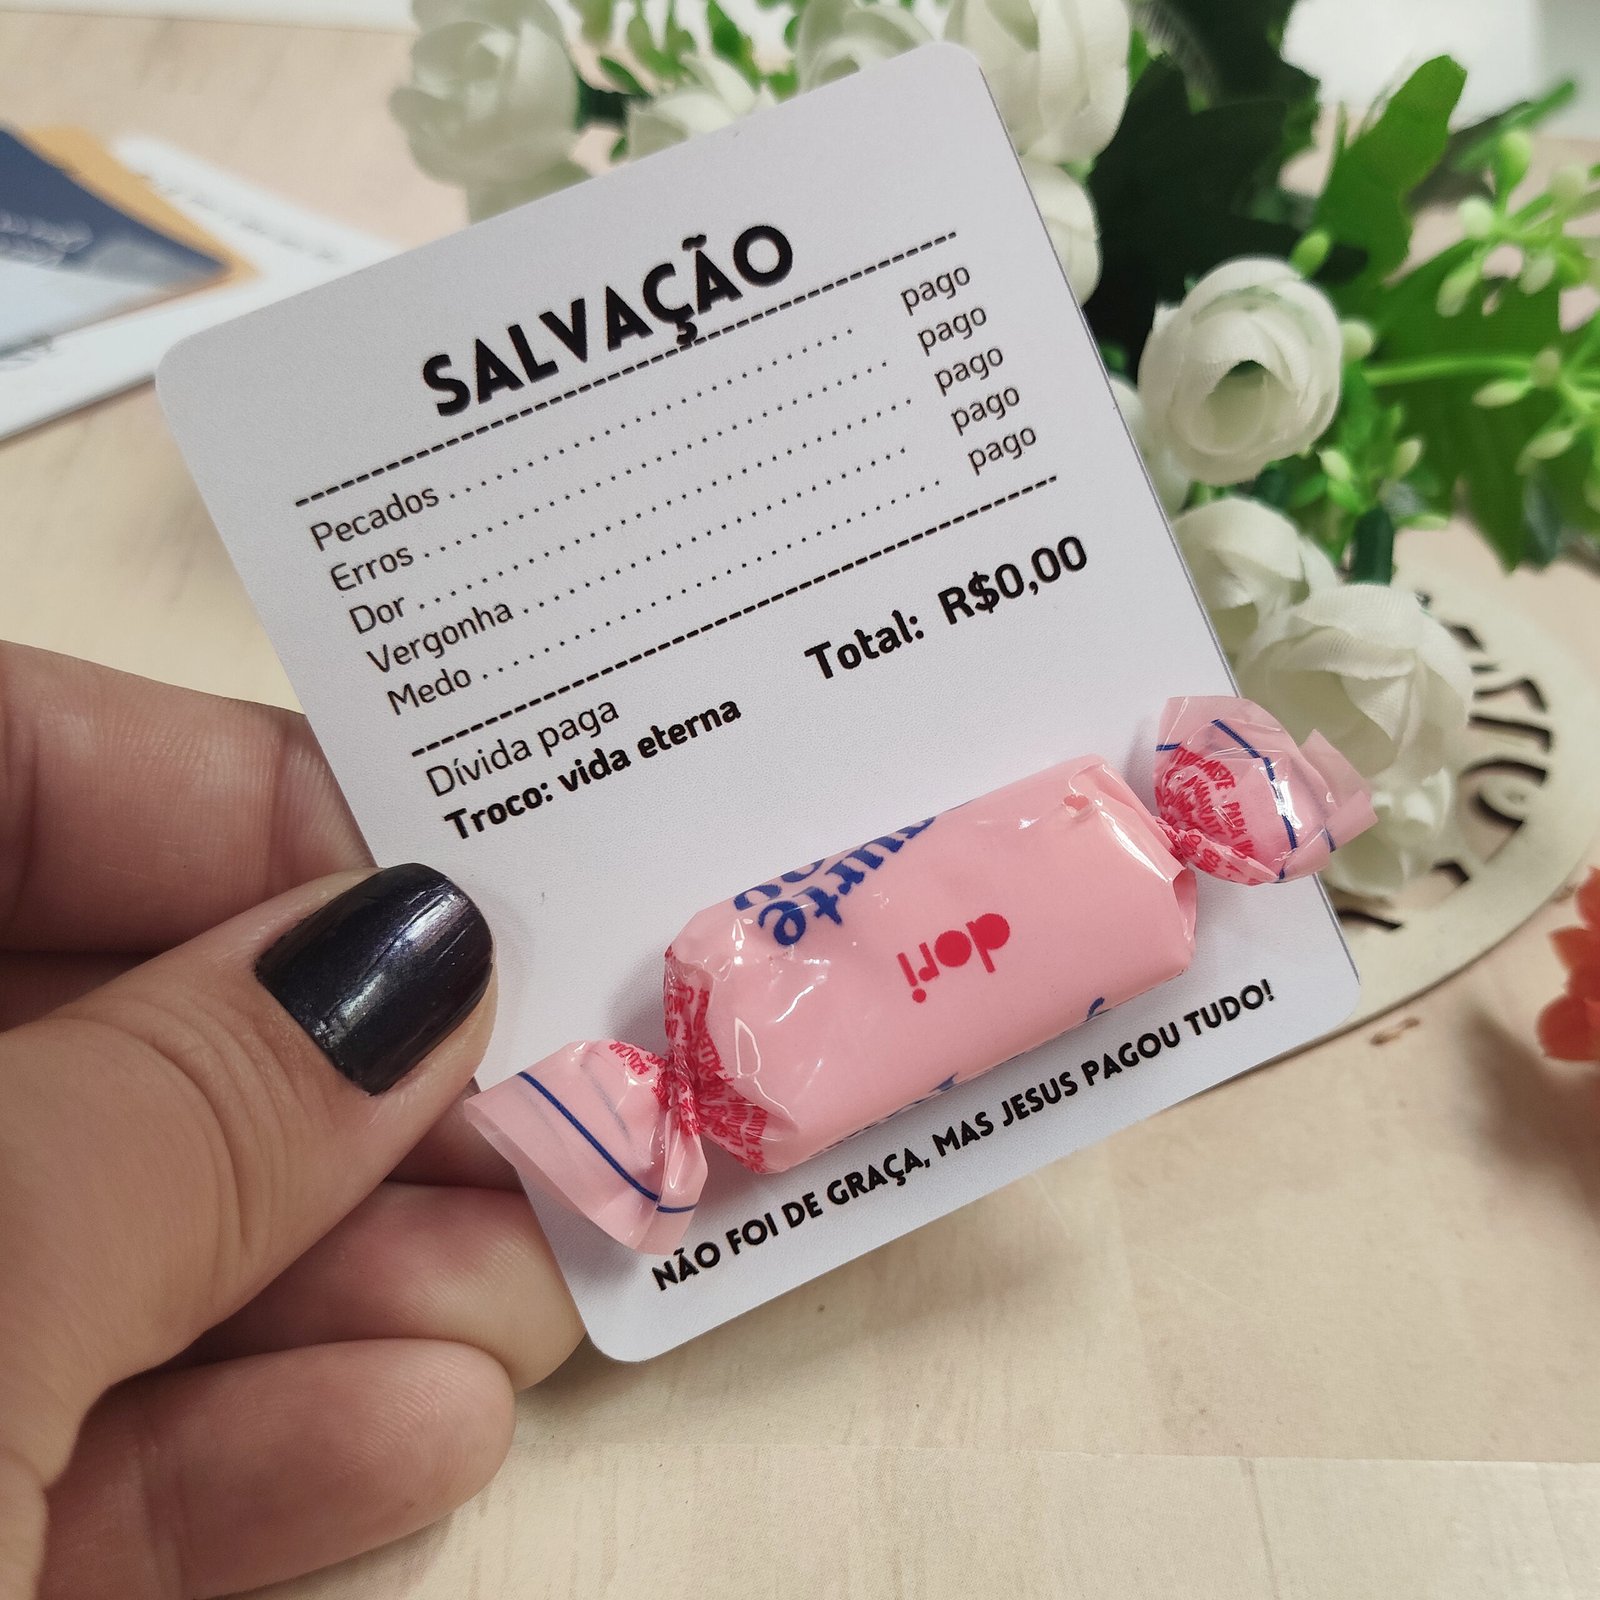 SALVAÇÃO
Pecados . . . . . . . . . . . . . . . . . . . . . . . . . . . . pago
Erros . . . . . . . . . . . . . . . . . . . . . . . . . . . . . . . pago
Dor . . . . . . . . . . . . . . . . . . . . . . . . . . . . . . . . . pago
Vergonha . . . . . . . . . . . . . . . . . . . . . . . . . . pago
Medo . . . . . . . . . . . . . . . . . . . . . . . . . . . . . . pago
Total: R$0,00
Dívida paga
Troco: vida eterna
dori
NÃO FOI DE GRAÇA, MAS JESUS PAGOU TUDO!